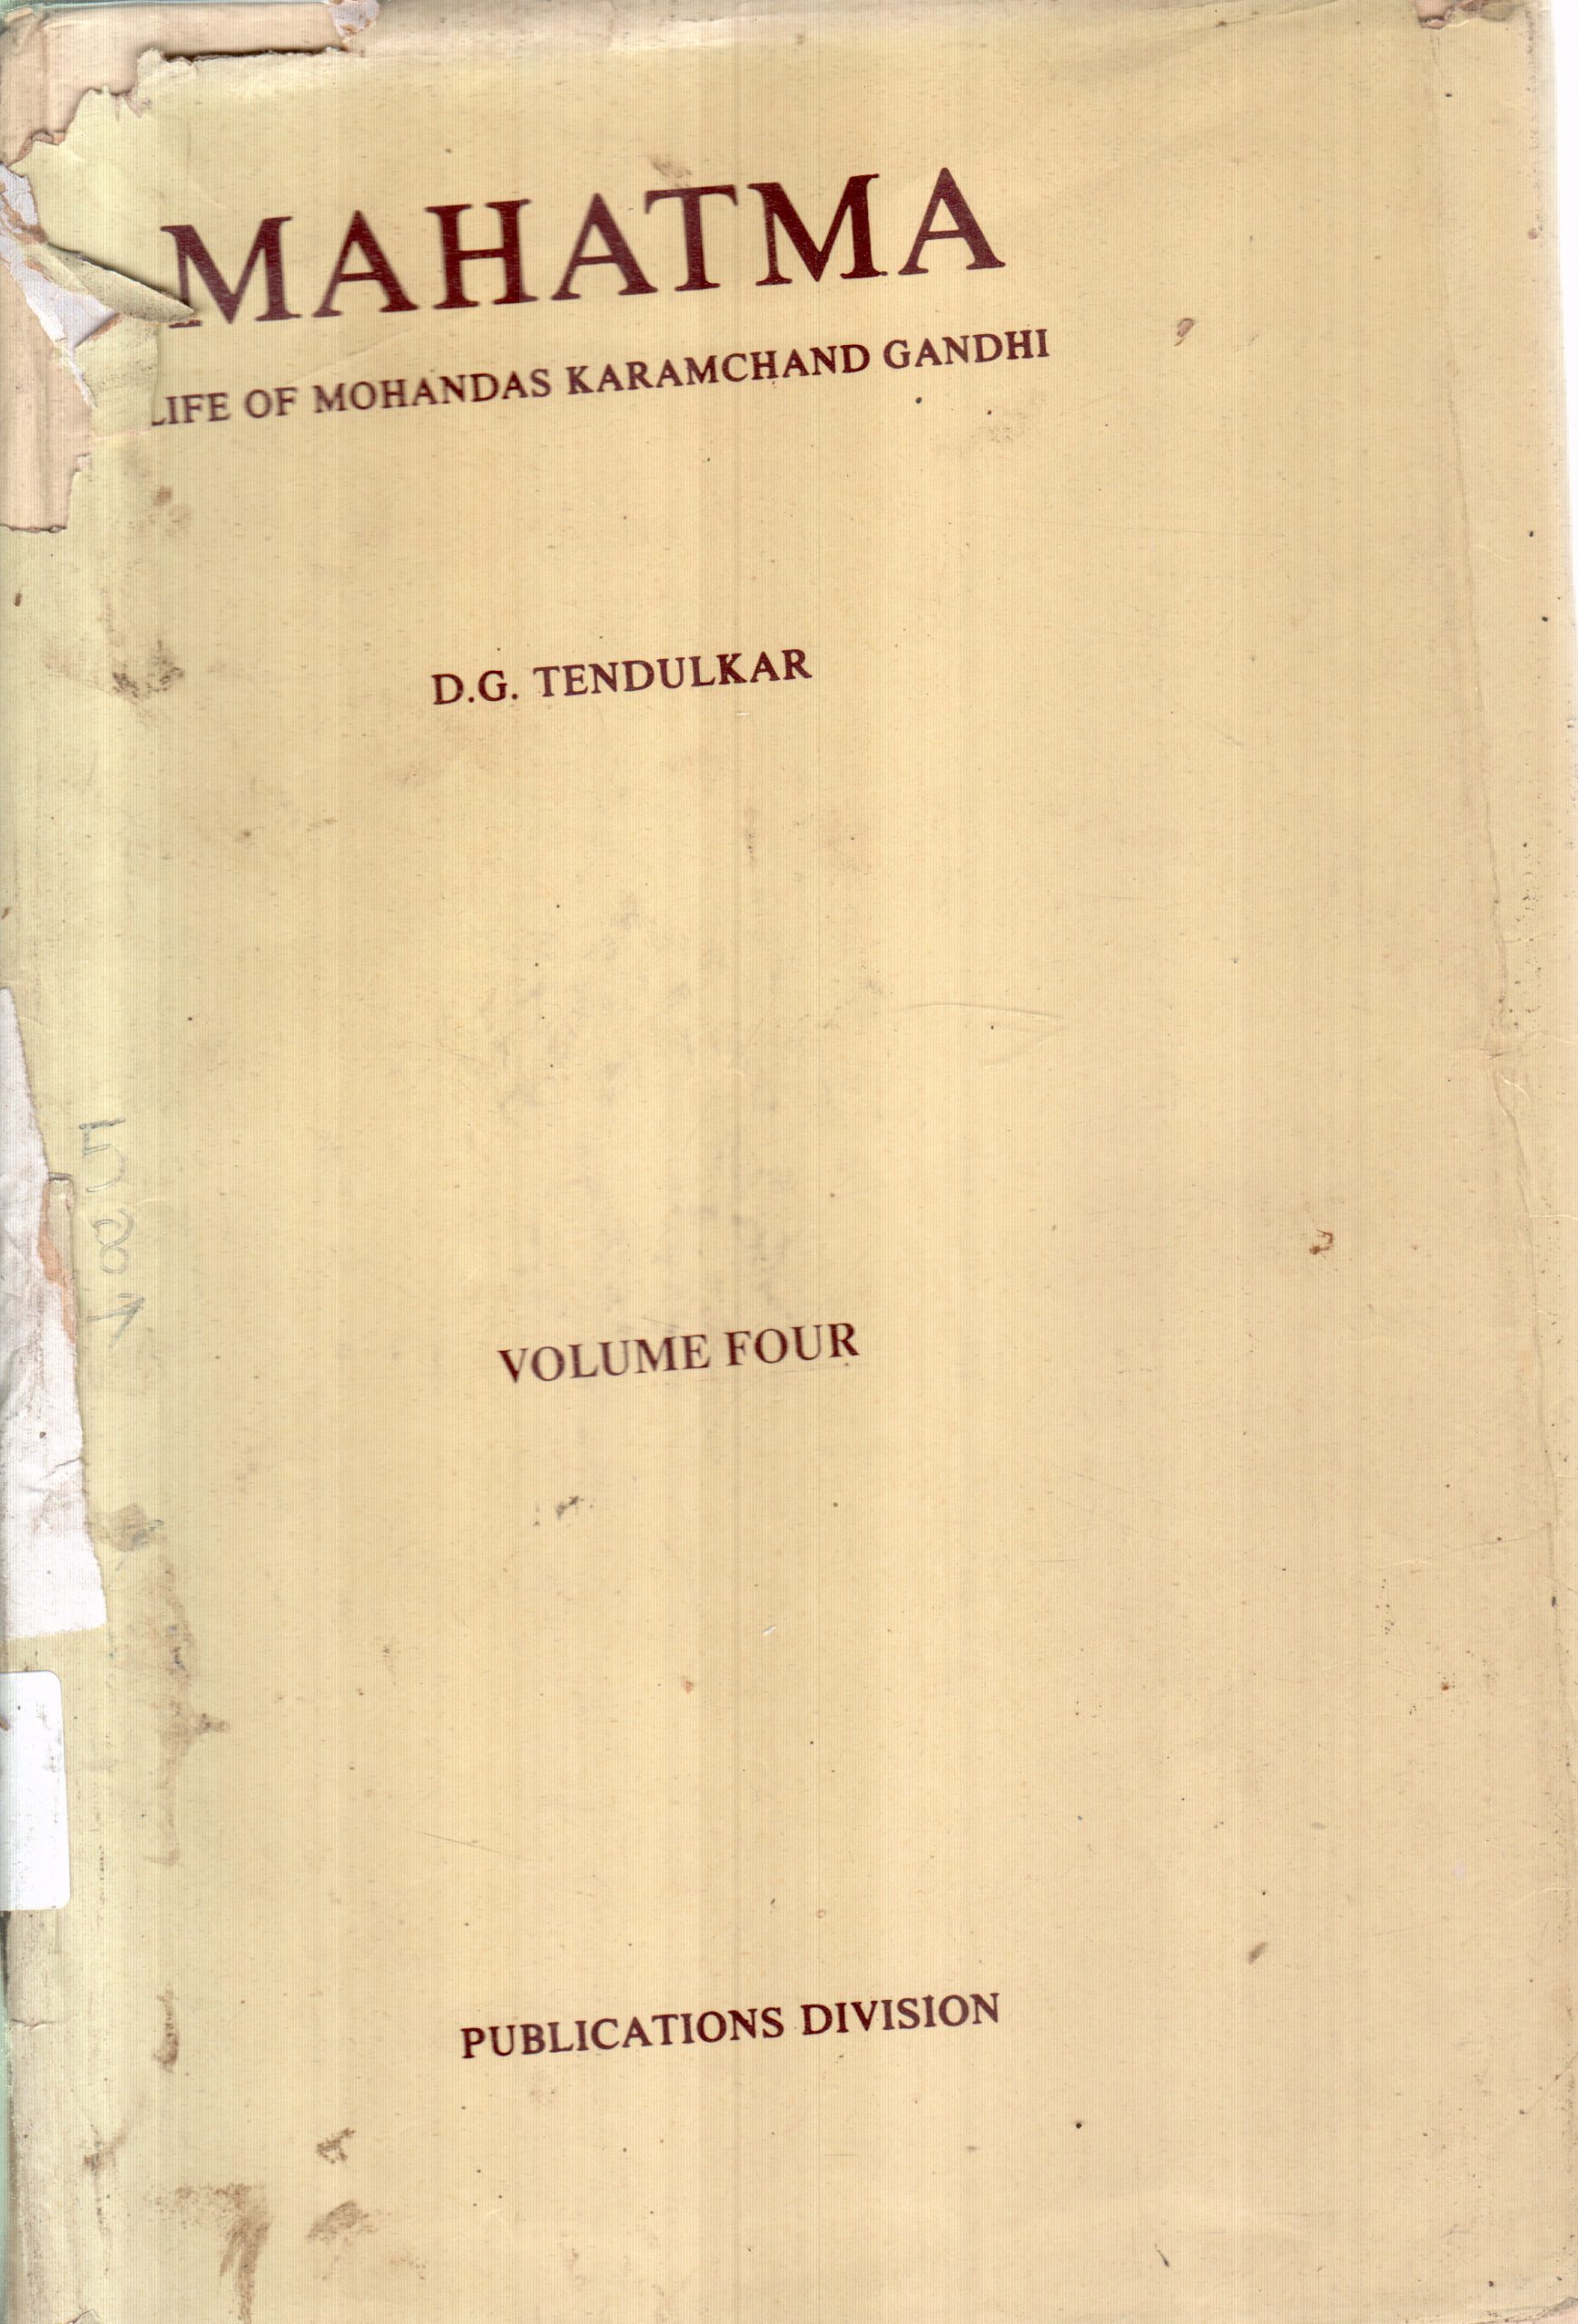 MAHATMA
LIFE OF MOHANDAS KARAMCHAND GANDHI
D.G. TENDULKAR
VOLUME FOUR
PUBLICATIONS DIVISION